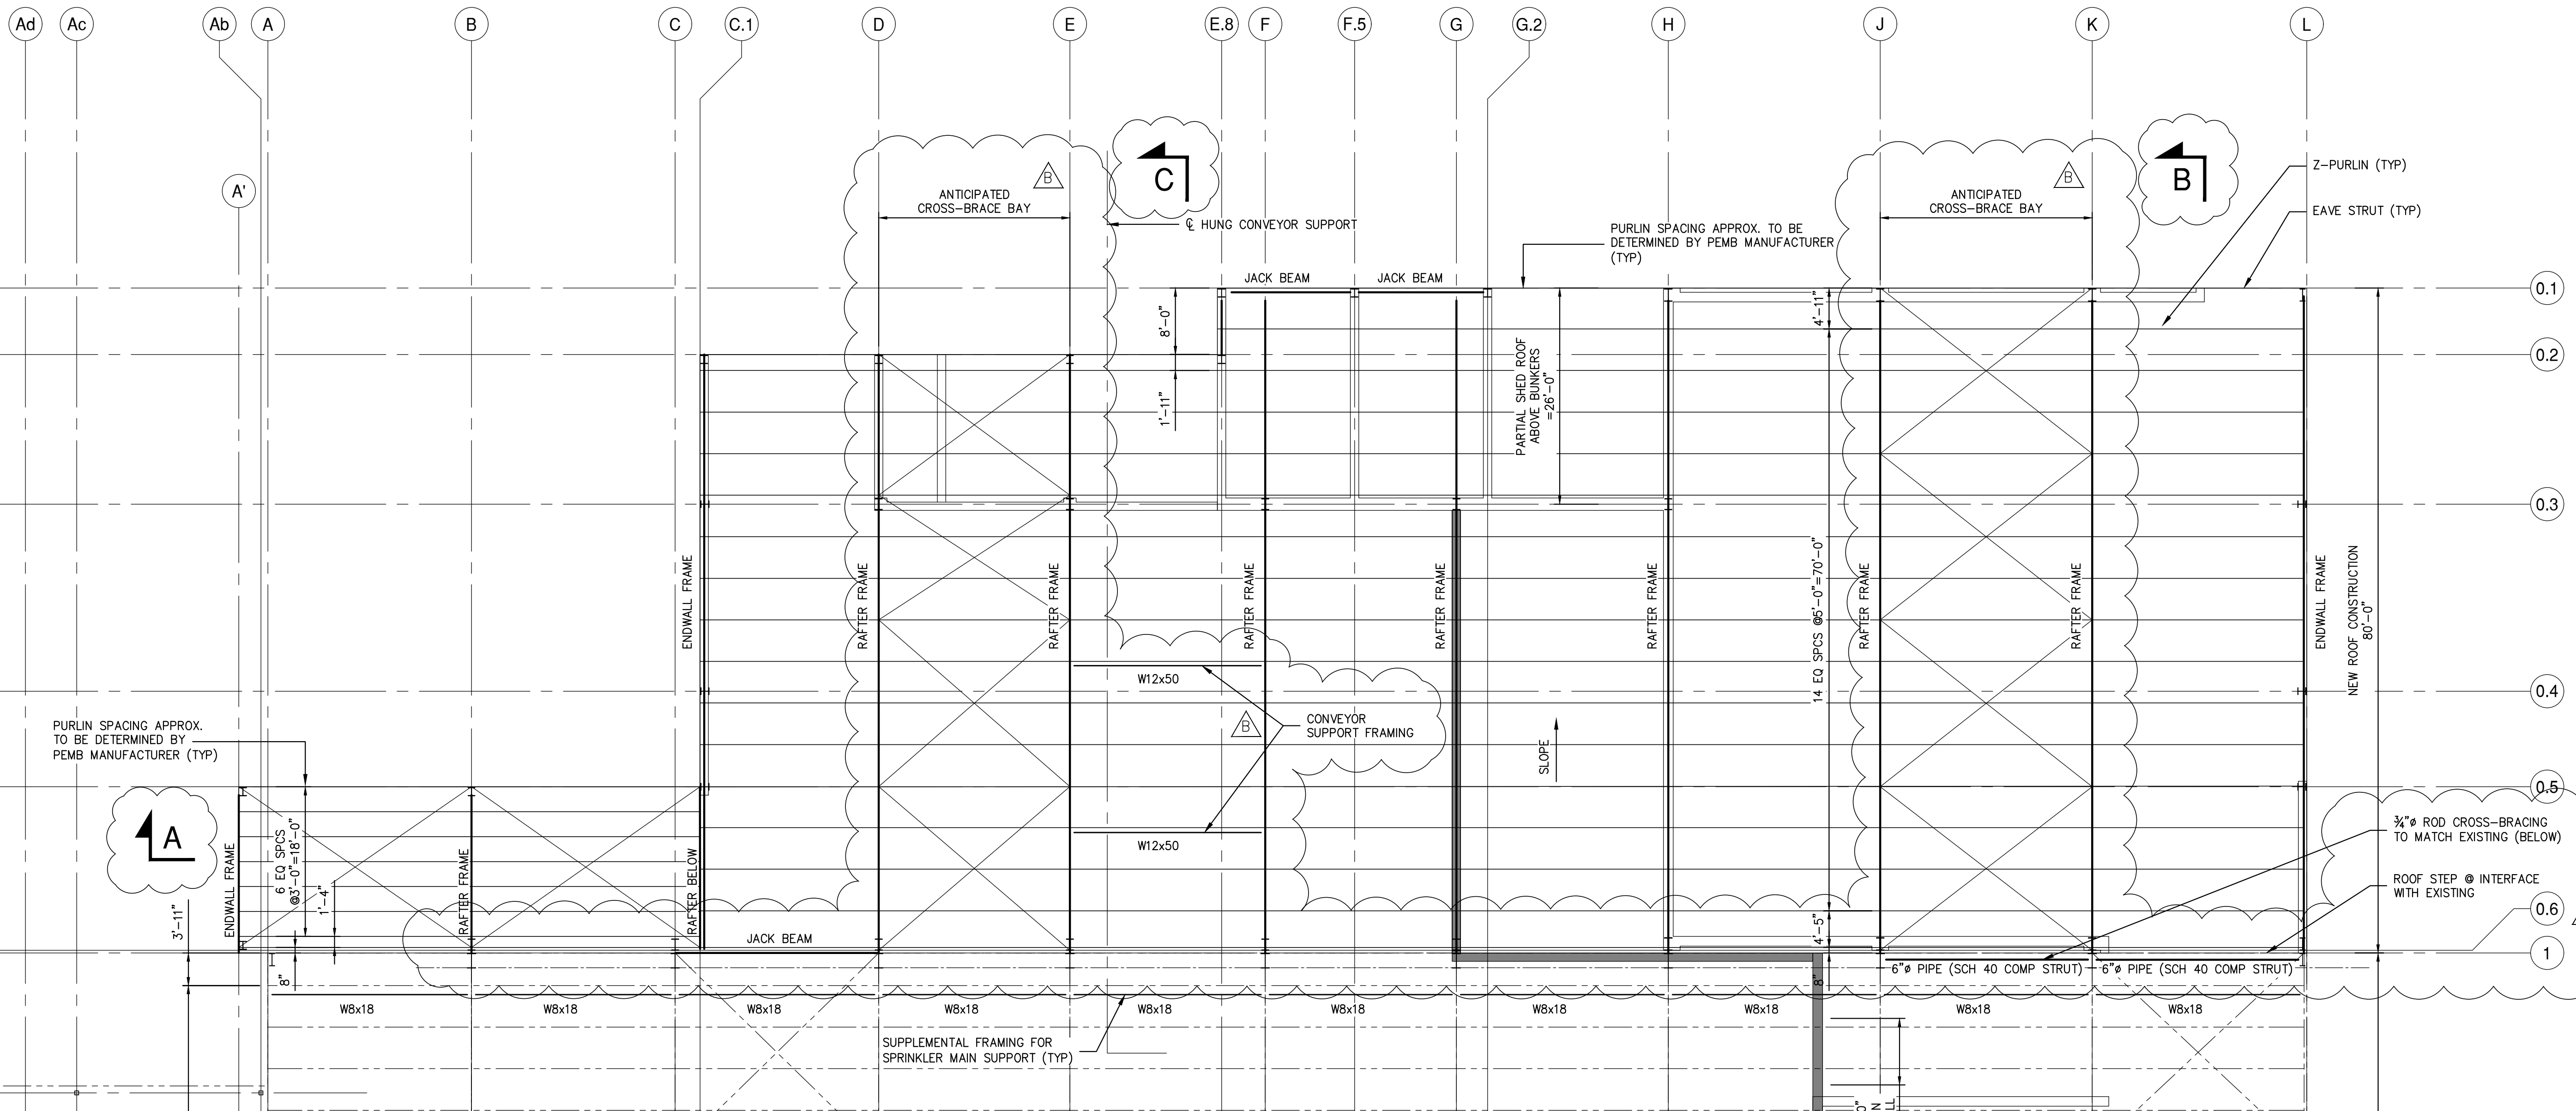 Ad
Ac
Ab
A
B
C
C.1
D
E
E.8
F
F.5
G
G.2
H
J
K
L
A'
ANTICIPATED
CROSS-BRACE BAY
B
C
℄ HUNG CONVEYOR SUPPORT
ANTICIPATED
CROSS-BRACE BAY
B
B
Z-PURLIN (TYP)
EAVE STRUT (TYP)
PURLIN SPACING APPROX. TO BE
DETERMINED BY PEMB MANUFACTURER
(TYP)
JACK BEAM
JACK BEAM
0.1
0.2
0.3
0.4
0.5
0.6
1
8'-0"
1'-11"
PARTIAL SHED ROOF
ABOVE BUNKERS
=26'-0"
4'-11"
14 EQ SPCS @5'-0"=70'-0"
4'-5"
ENDWALL FRAME
RAFTER FRAME
RAFTER FRAME
RAFTER FRAME
RAFTER FRAME
RAFTER FRAME
RAFTER FRAME
RAFTER FRAME
ENDWALL FRAME
NEW ROOF CONSTRUCTION
80'-0"
W12x50
B
CONVEYOR
SUPPORT FRAMING
W12x50
SLOPE
PURLIN SPACING APPROX.
TO BE DETERMINED BY
PEMB MANUFACTURER (TYP)
A
3'-11"
ENDWALL FRAME
6 EQ SPCS
@3'-0"=18'-0"
1'-4"
8"
RAFTER FRAME
RAFTER BELOW
JACK BEAM
¾"ø ROD CROSS-BRACING
TO MATCH EXISTING (BELOW)
ROOF STEP @ INTERFACE
WITH EXISTING
6"ø PIPE (SCH 40 COMP STRUT)
6"ø PIPE (SCH 40 COMP STRUT)
8"
W8x18
W8x18
W8x18
W8x18
W8x18
W8x18
W8x18
W8x18
W8x18
W8x18
SUPPLEMENTAL FRAMING FOR
SPRINKLER MAIN SUPPORT (TYP)